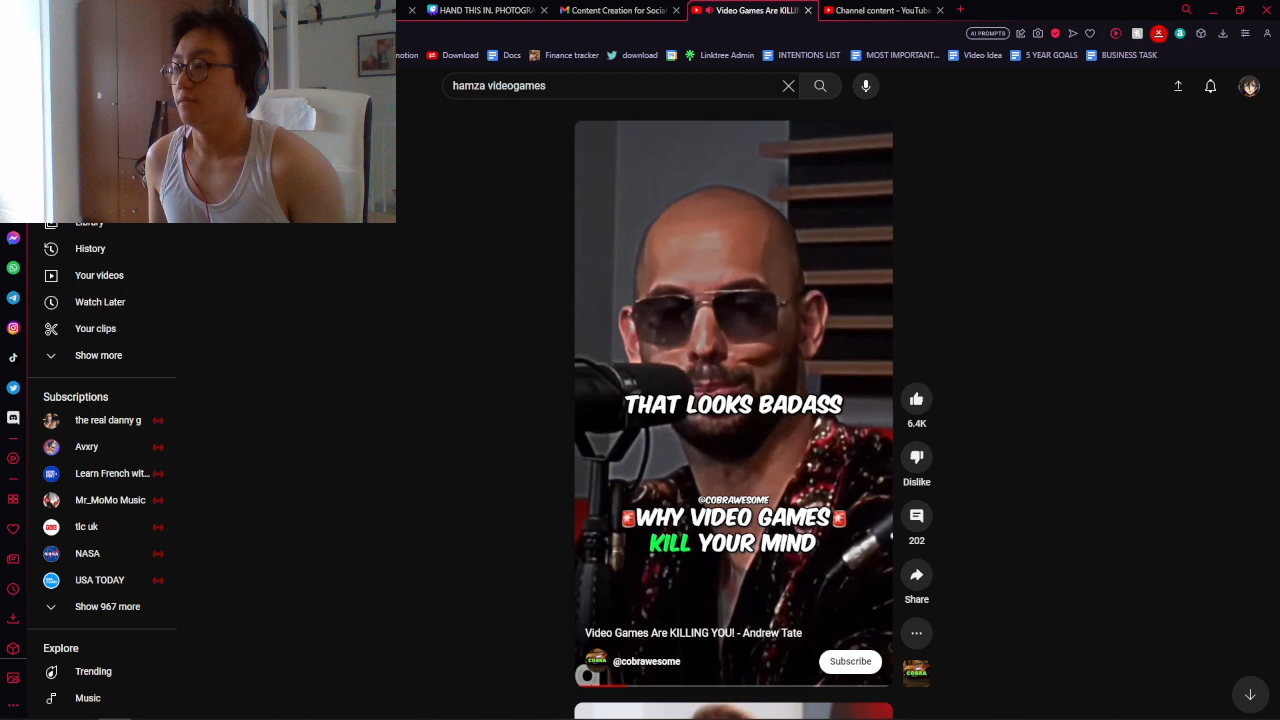 HAND THIS IN. PHOTOGRA
Content Creation for Social
Video Games Are KILLI
Channel content - YouTube
AI PROMPTS
notion
Download
Docs
Finance tracker
download
Linktree Admin
INTENTIONS LIST
MOST IMPORTANT...
VIdeo Idea
5 YEAR GOALS
BUSINESS TASK
hamza videogames
Library
History
Your videos
Watch Later
Your clips
Show more
Subscriptions
the real danny g
Avxry
Learn French wit...
Mr_MoMo Music
tlc uk
NASA
USA TODAY
Show 967 more
Explore
Trending
Music
THAT LOOKS BADASS
@COBRAWESOME
WHY VIDEO GAMES
KILL YOUR MIND
Video Games Are KILLING YOU! - Andrew Tate
@cobrawesome
Subscribe
6.4K
Dislike
202
Share